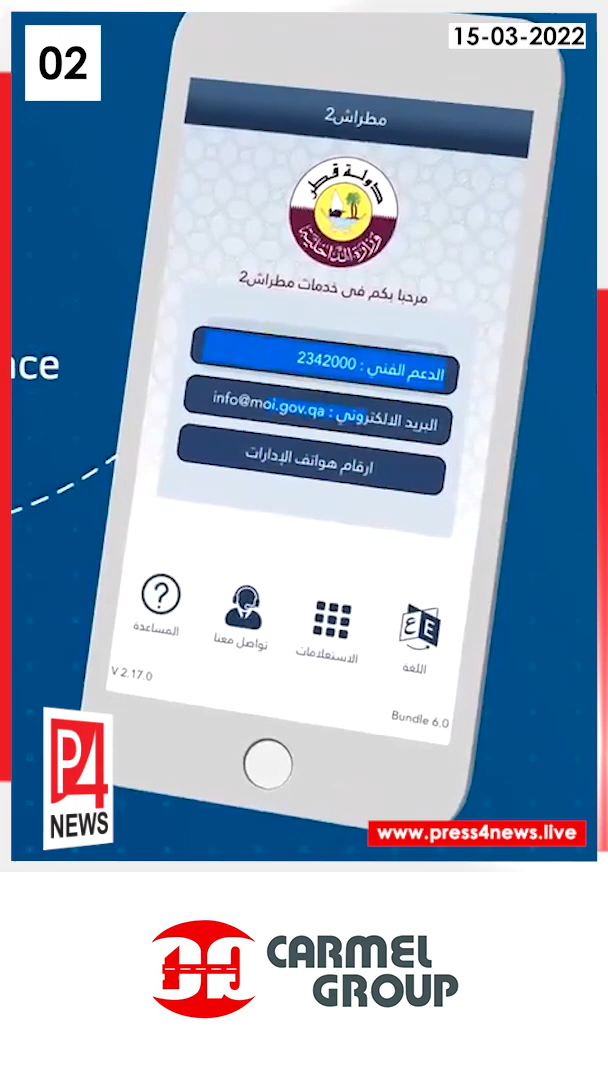 02
15-03-2022
مطراش2
دولة قطر
وزارة الداخلية
مرحبا بكم في خدمات مطراش2
nce
الدعم الفني : 2342000
البريد الالكتروني : info@moi.gov.qa
ارقام هواتف الإدارات
المساعدة
تواصل معنا
الاستعلامات
اللغة
ع E
V 2.17.0
Bundle 6.0
P4
NEWS
www.press4news.live
CARMEL
GROUP